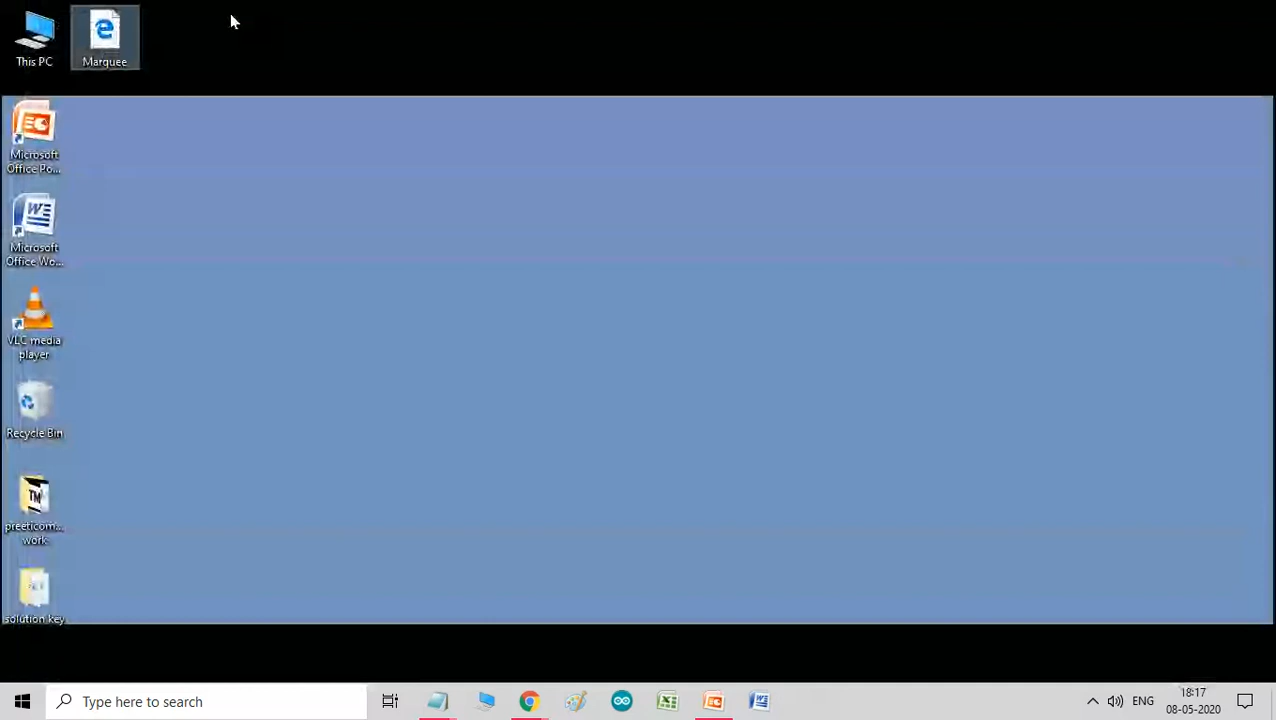 This PC
Marquee
Microsoft
Office Po...
Microsoft
Office Wo...
VLC media
player
Recycle Bin
preeticom...
work
solution key
Type here to search
ENG
18:17
08-05-2020